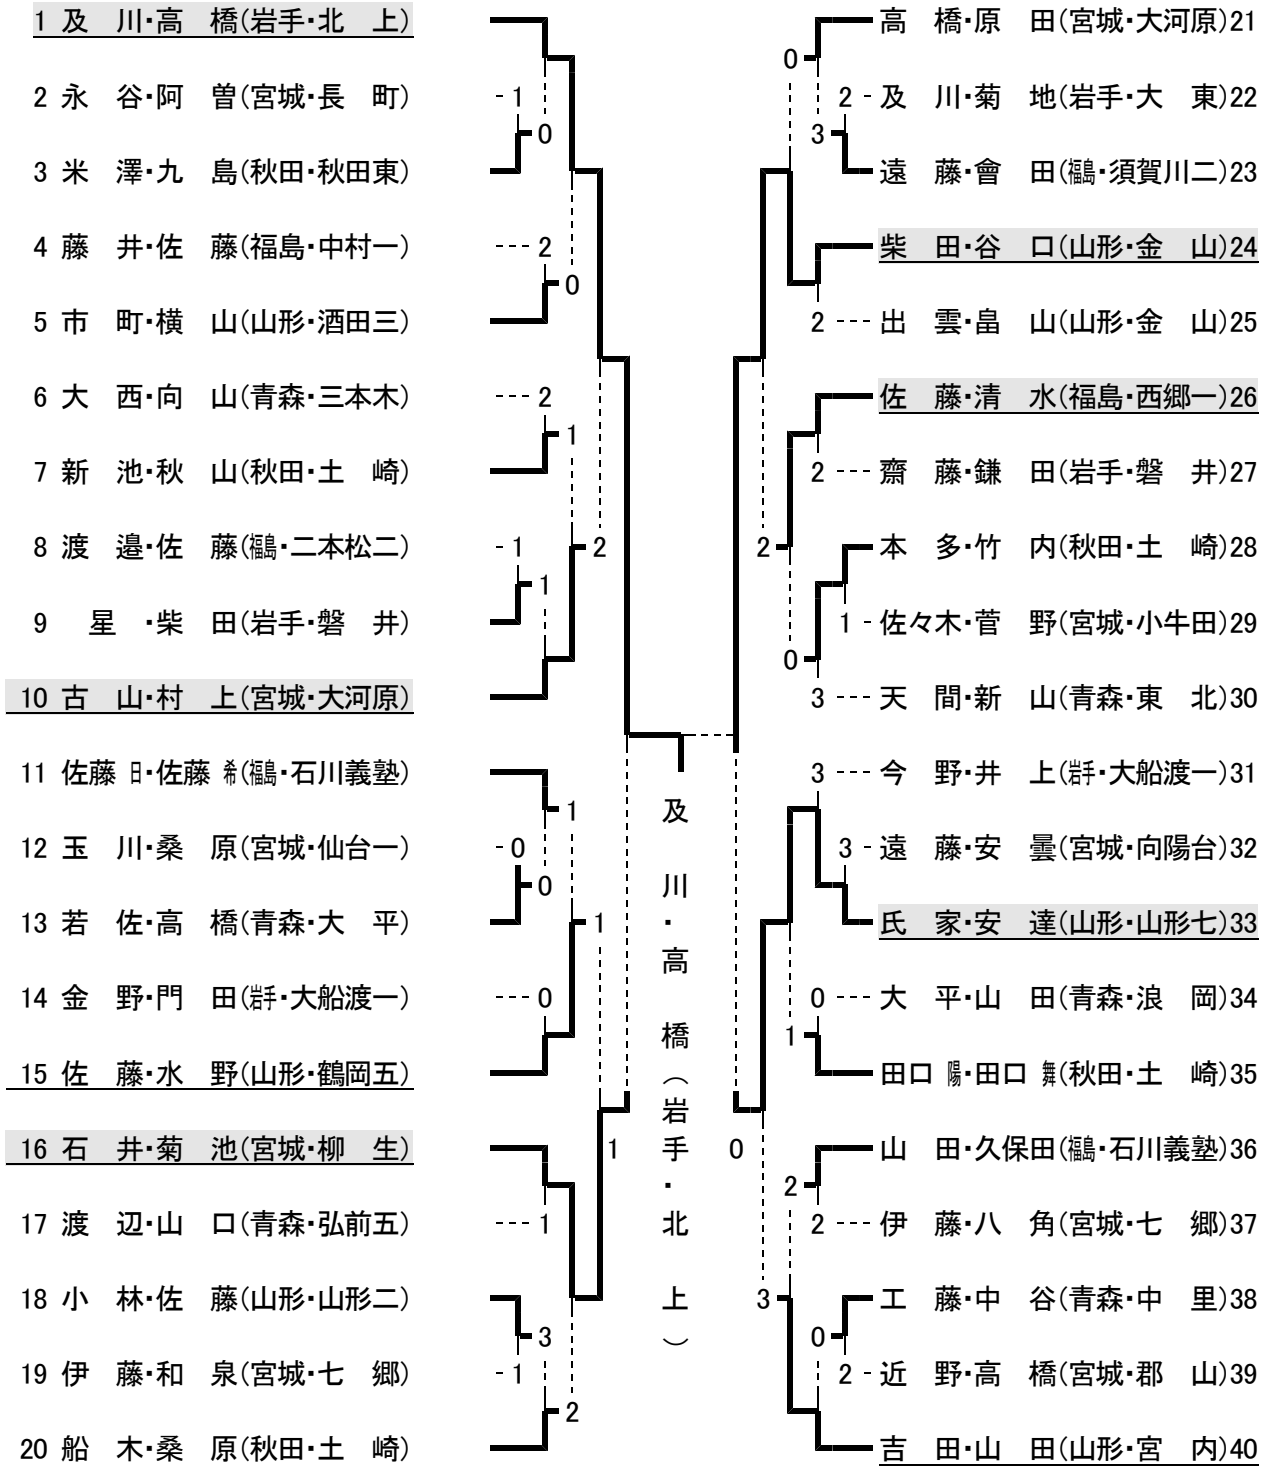 1 及　川・高　橋(岩手・北　上)
2 永　谷・阿　曽(宮城・長　町)
3 米　澤・九　島(秋田・秋田東)
4 藤　井・佐　藤(福島・中村一)
5 市　町・横　山(山形・酒田三)
6 大　西・向　山(青森・三本木)
7 新　池・秋　山(秋田・土　崎)
8 渡　邉・佐　藤(福島・二本松二)
9 　星　・柴　田(岩手・磐　井)
10 古　山・村　上(宮城・大河原)
11 佐藤 日・佐藤 希(福島・石川義塾)
12 玉　川・桑　原(宮城・仙台一)
13 若　佐・高　橋(青森・大　平)
14 金　野・門　田(岩手・大船渡一)
15 佐　藤・水　野(山形・鶴岡五)
16 石　井・菊　池(宮城・柳　生)
17 渡　辺・山　口(青森・弘前五)
18 小　林・佐　藤(山形・山形二)
19 伊　藤・和　泉(宮城・七　郷)
20 船　木・桑　原(秋田・土　崎)
1
0
2
0
2
1
1
1
2
1
0
0
1
0
1
1
3
1
2
及　川・高　橋（岩手・北　上）
0
2
3
2
2
2
1
0
3
3
3
0
1
0
2
2
3
0
2
高　橋・原　田(宮城・大河原)21
及　川・菊　地(岩手・大　東)22
遠　藤・會　田(福島・須賀川二)23
柴　田・谷　口(山形・金　山)24
出　雲・畠　山(山形・金　山)25
佐　藤・清　水(福島・西郷一)26
齋　藤・鎌　田(岩手・磐　井)27
本　多・竹　内(秋田・土　崎)28
佐々木・菅　野(宮城・小牛田)29
天　間・新　山(青森・東　北)30
今　野・井　上(岩手・大船渡一)31
遠　藤・安　曇(宮城・向陽台)32
氏　家・安　達(山形・山形七)33
大　平・山　田(青森・浪　岡)34
田口 陽・田口 舞(秋田・土　崎)35
山　田・久保田(福島・石川義塾)36
伊　藤・八　角(宮城・七　郷)37
工　藤・中　谷(青森・中　里)38
近　野・高　橋(宮城・郡　山)39
吉　田・山　田(山形・宮　内)40